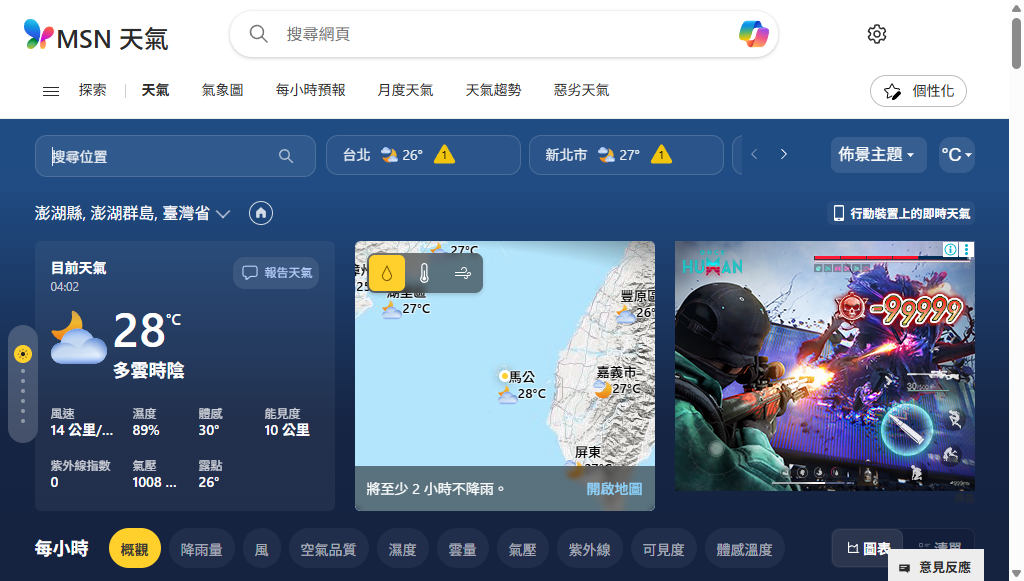 MSN 天氣
搜尋網頁
探索
天氣
氣象圖
每小時預報
月度天氣
天氣趨勢
惡劣天氣
個性化
搜尋位置
台北 26° 1
新北市 27° 1
佈景主題
°C
澎湖縣, 澎湖群島, 臺灣省
行動裝置上的即時天氣
目前天氣
04:02
報告天氣
28°C
多雲時陰
風速
14 公里/...
濕度
89%
體感
30°
能見度
10 公里
紫外線指數
0
氣壓
1008 ...
露點
26°
27°C
27°C
豐原區
26°
馬公
28°C
嘉義市
27°C
屏東
將至少 2 小時不降雨。
開啟地圖
HUMAN
-99999
每小時
概觀
降雨量
風
空氣品質
濕度
雲量
氣壓
紫外線
可見度
體感溫度
圖表
清單
意見反應